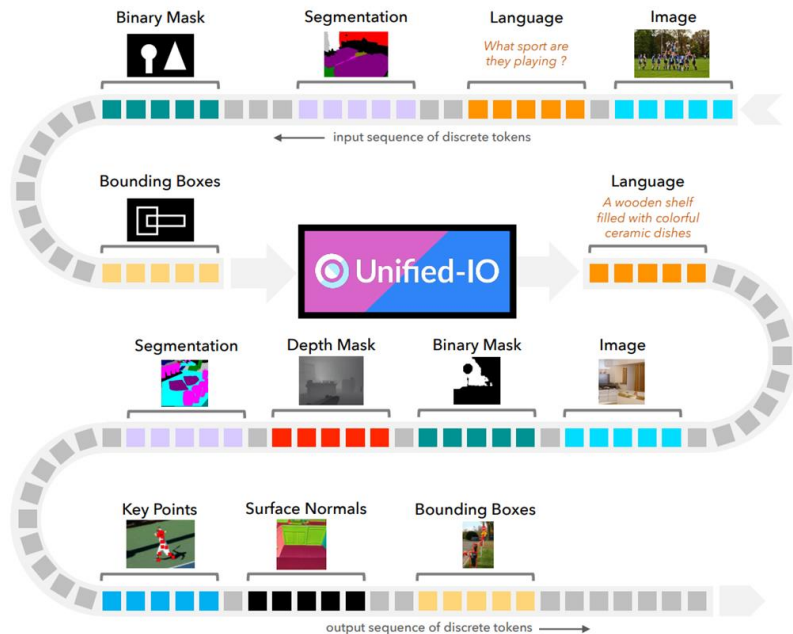 Binary Mask
Segmentation
Language
Image
What sport are
they playing ?
input sequence of discrete tokens
Bounding Boxes
Language
A wooden shelf
filled with colorful
ceramic dishes
Unified-IO
Segmentation
Depth Mask
Binary Mask
Image
Key Points
Surface Normals
Bounding Boxes
output sequence of discrete tokens